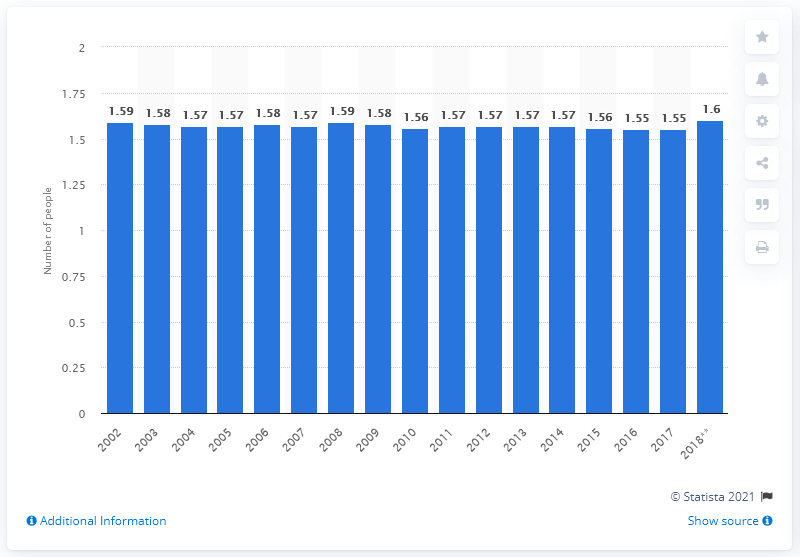 2
1.75
1.5
1.25
1
0.75
0.5
0.25
0
Number of people
1.59 1.58 1.57 1.57 1.58 1.57 1.59 1.58 1.56 1.57 1.57 1.57 1.57 1.56 1.55 1.55 1.6
2002 2003 2004 2005 2006 2007 2008 2009 2010 2011 2012 2013 2014 2015 2016 2017 2018**
© Statista 2021
Additional Information
Show source